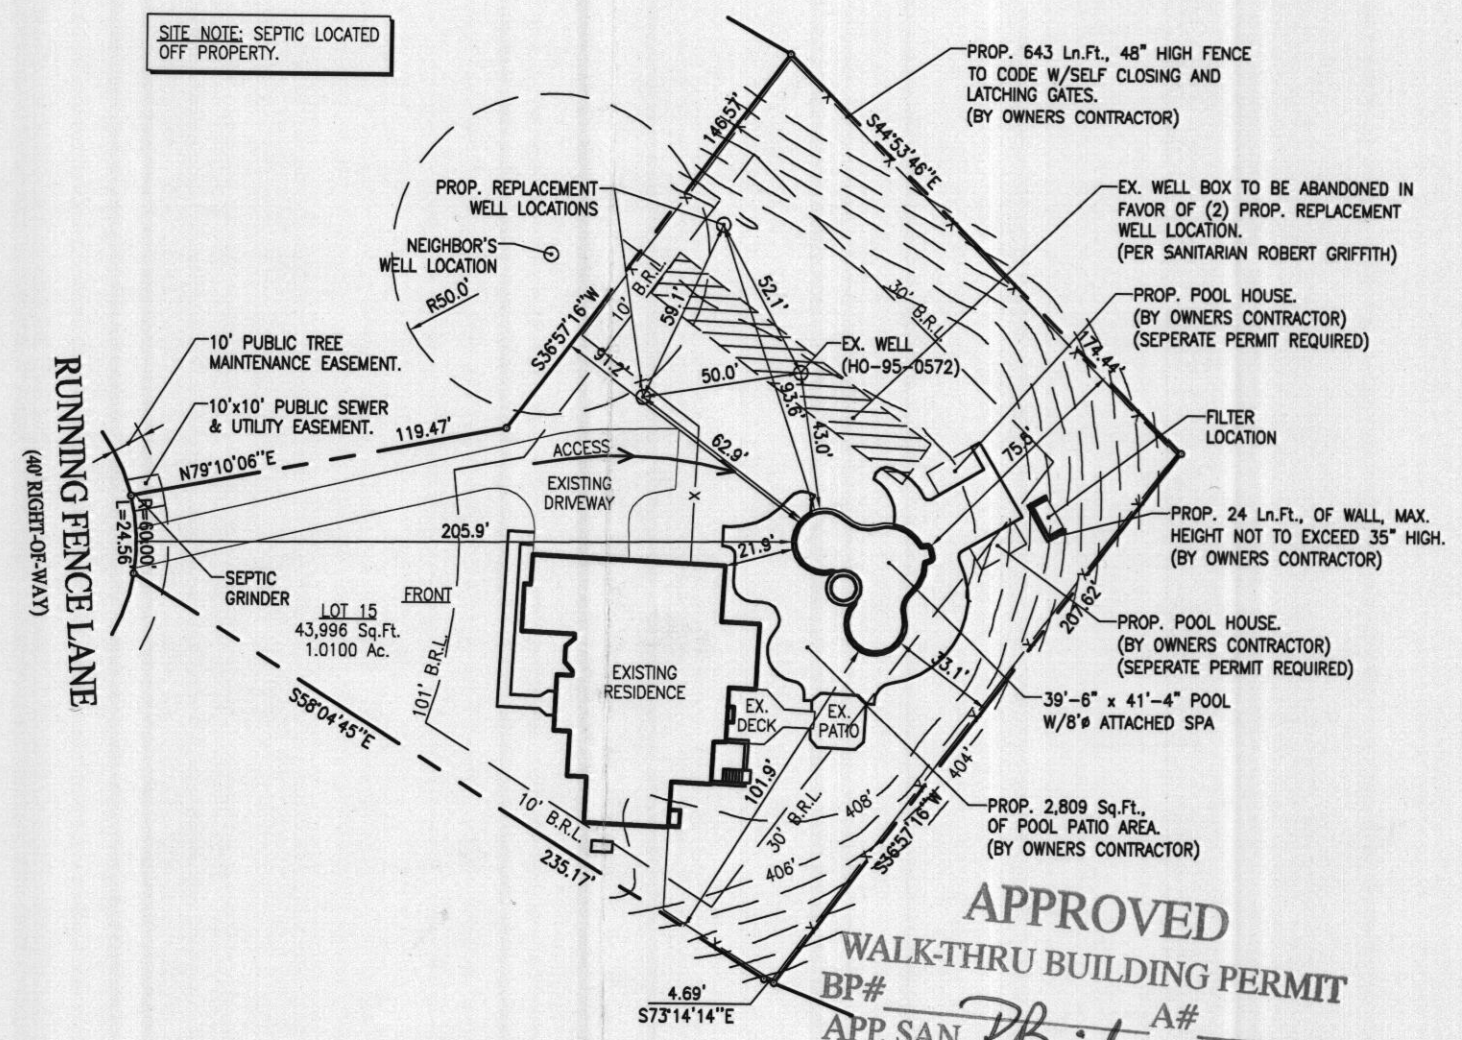 SITE NOTE: SEPTIC LOCATED
OFF PROPERTY.
PROP. 643 Ln.Ft., 48" HIGH FENCE
TO CODE W/SELF CLOSING AND
LATCHING GATES.
(BY OWNERS CONTRACTOR)
146.57'
S44°53'46"E
PROP. REPLACEMENT
WELL LOCATIONS
NEIGHBOR'S
WELL LOCATION
R50.0'
EX. WELL BOX TO BE ABANDONED IN
FAVOR OF (2) PROP. REPLACEMENT
WELL LOCATION.
(PER SANITARIAN ROBERT GRIFFITH)
10' B.R.L.
59.1'
52.1'
30' B.R.L.
PROP. POOL HOUSE.
(BY OWNERS CONTRACTOR)
(SEPERATE PERMIT REQUIRED)
S36°57'16"W
91.2'
50.0'
EX. WELL
(HO-95-0572)
93.6'
43.0'
174.44'
10' PUBLIC TREE
MAINTENANCE EASEMENT.
10'x10' PUBLIC SEWER
& UTILITY EASEMENT.
119.47'
N79°10'06"E
RUNNING FENCE LANE
(40' RIGHT-OF-WAY)
R=60.00'
L=24.56'
ACCESS
EXISTING
DRIVEWAY
62.9'
75.5'
FILTER
LOCATION
205.9'
21.9'
PROP. 24 Ln.Ft., OF WALL, MAX.
HEIGHT NOT TO EXCEED 35" HIGH.
(BY OWNERS CONTRACTOR)
SEPTIC
GRINDER
FRONT
LOT 15
43,996 Sq.Ft.
1.0100 Ac.
101' B.R.L.
207.62'
PROP. POOL HOUSE.
(BY OWNERS CONTRACTOR)
(SEPERATE PERMIT REQUIRED)
EXISTING
RESIDENCE
33.1'
EX.
DECK
EX.
PATIO
39'-6" x 41'-4" POOL
W/8'ø ATTACHED SPA
S58°04'45"E
101.9'
404'
10' B.R.L.
30' B.R.L.
408'
406'
S36°57'16"W
PROP. 2,809 Sq.Ft.,
OF POOL PATIO AREA.
(BY OWNERS CONTRACTOR)
235.17'
4.69'
S73°14'14"E
APPROVED
WALK-THRU BUILDING PERMIT
BP# A#
APP. SAN